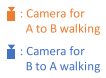 : Camera for
A to B walking
: Camera for
B to A walking